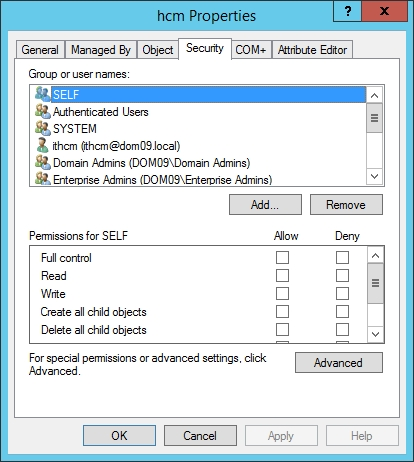 hcm Properties
? x
General Managed By Object Security COM+ Attribute Editor
Group or user names:
SELF
Authenticated Users
SYSTEM
ithcm (ithcm@dom09.local)
Domain Admins (DOM09\Domain Admins)
Enterprise Admins (DOM09\Enterprise Admins)
Add... Remove
Permissions for SELF Allow Deny
Full control
Read
Write
Create all child objects
Delete all child objects
For special permissions or advanced settings, click
Advanced.
Advanced
OK Cancel Apply Help